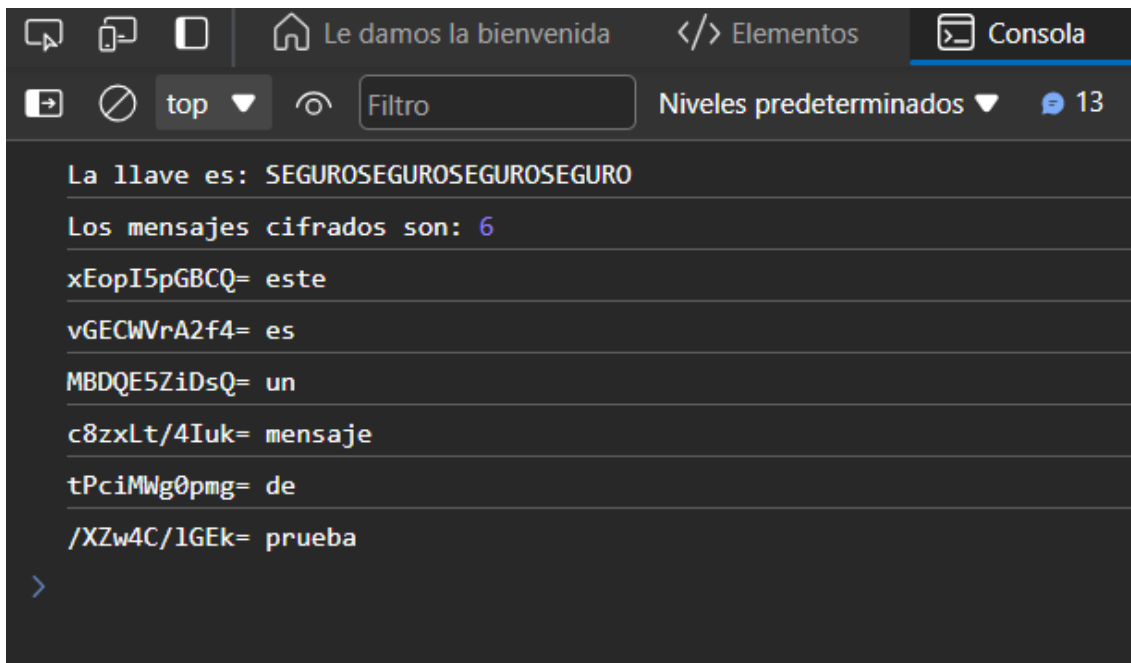 Le damos la bienvenida </> Elementos Consola
top Filtro Niveles predeterminados 13
La llave es: SEGUROSEGUROSEGUROSEGURO
Los mensajes cifrados son: 6
xEopI5pGBCQ= este
vGECWVrA2f4= es
MBDQE5ZiDsQ= un
c8zxLt/4Iuk= mensaje
tPciMWg0pmg= de
/XZw4C/lGEk= prueba
>